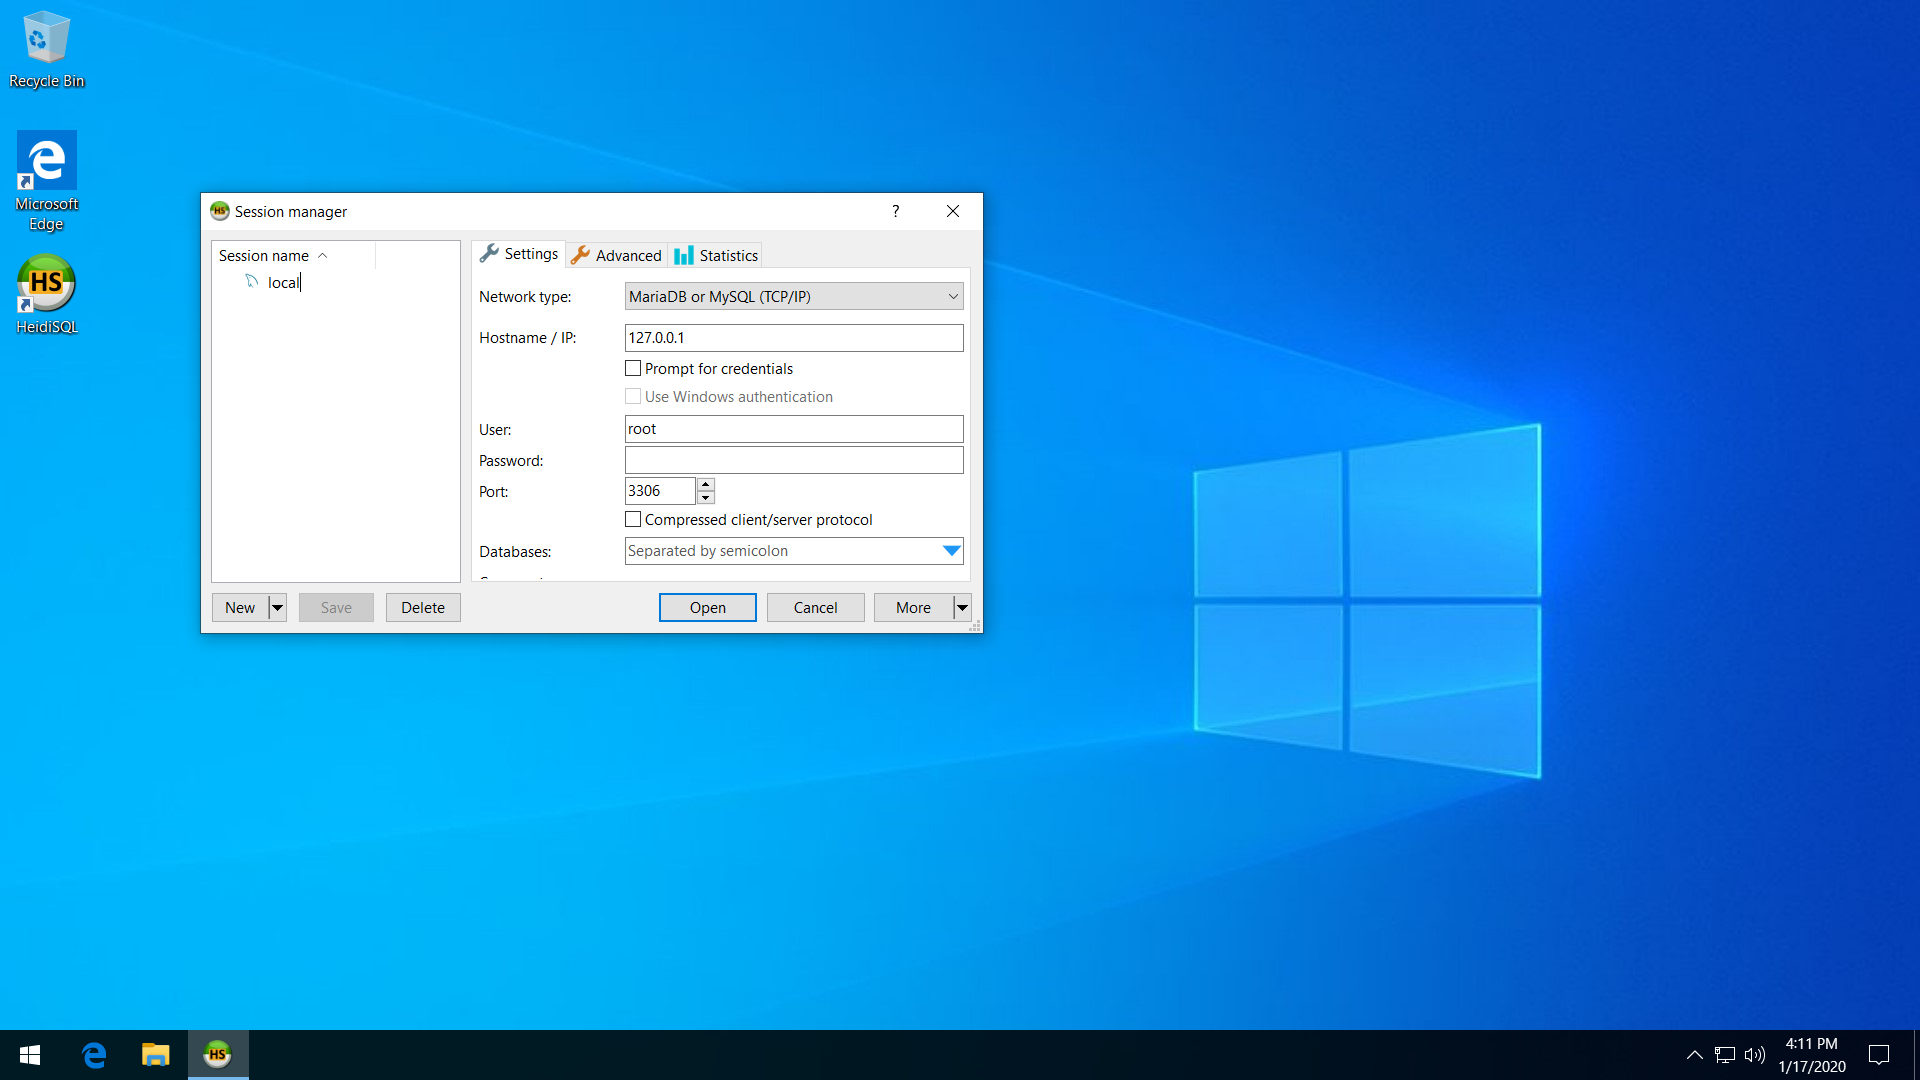 Recycle Bin
Microsoft
Edge
HS
HeidiSQL
HS
Session manager
?
Session name
local
Settings
Advanced
Statistics
Network type:
MariaDB or MySQL (TCP/IP)
Hostname / IP:
127.0.0.1
Prompt for credentials
Use Windows authentication
User:
root
Password:
Port:
3306
Compressed client/server protocol
Databases:
Separated by semicolon
New
Save
Delete
Open
Cancel
More
HS
4:11 PM
1/17/2020